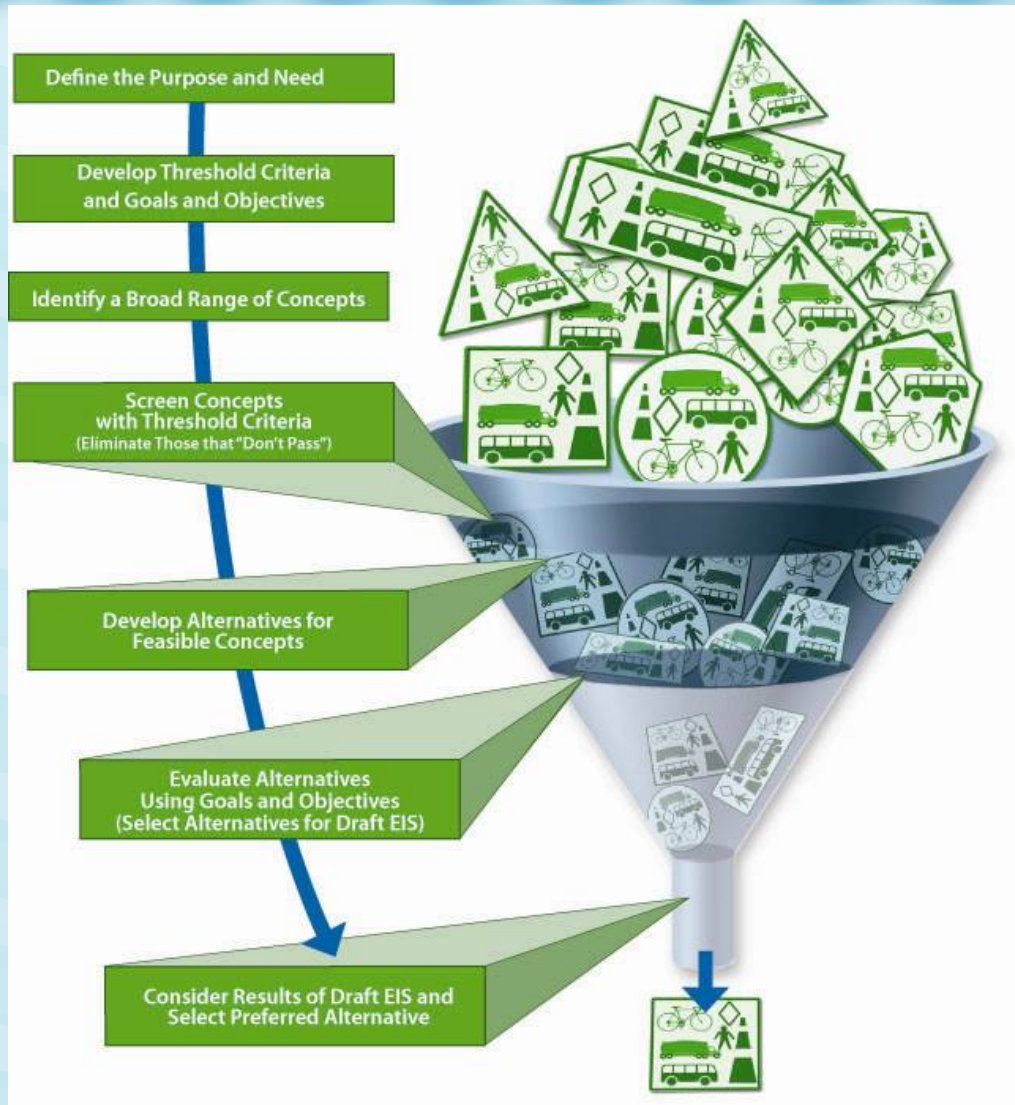 Define the Purpose and Need
Develop Threshold Criteria
and Goals and Objectives
Identify a Broad Range of Concepts
Screen Concepts
with Threshold Criteria
(Eliminate Those that "Don't Pass")
Develop Alternatives for
Feasible Concepts
Evaluate Alternatives
Using Goals and Objectives
(Select Alternatives for Draft EIS)
Consider Results of Draft EIS and
Select Preferred Alternative